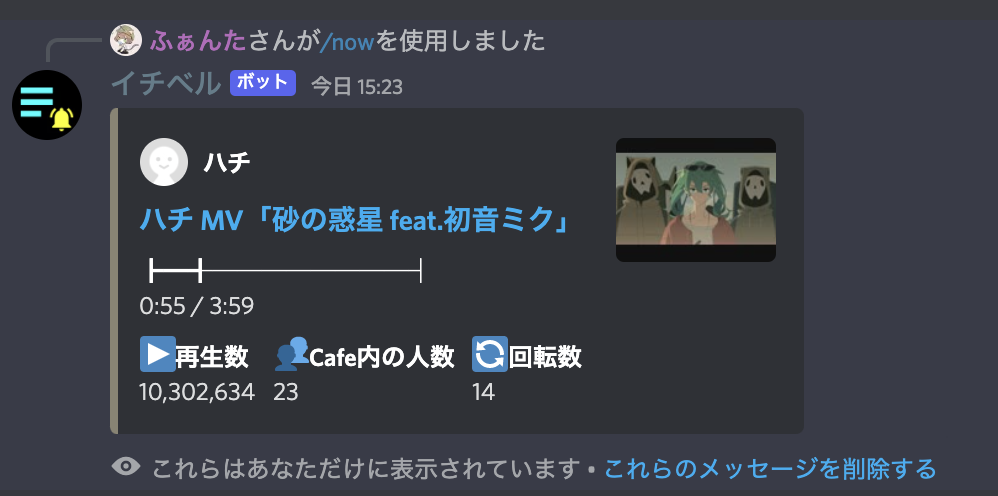 ふぁんたさんが/nowを使用しました
イチベル ボット 今日 15:23
ハチ
ハチ MV「砂の惑星 feat.初音ミク」
0:55 / 3:59
再生数 Cafe内の人数 回転数
10,302,634 23 14
これらはあなただけに表示されています • これらのメッセージを削除する